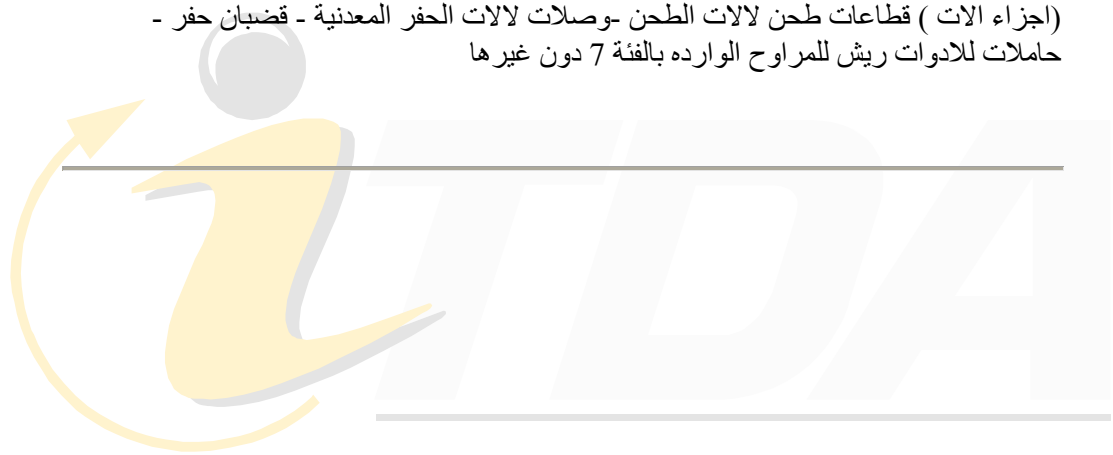 (اجزاء الات ) قطاعات طحن لالات الطحن -وصلات لالات الحفر المعدنية - قضبان حفر -
حاملات للادوات ريش للمراوح الوارده بالفئة 7 دون غيرها
iTDA